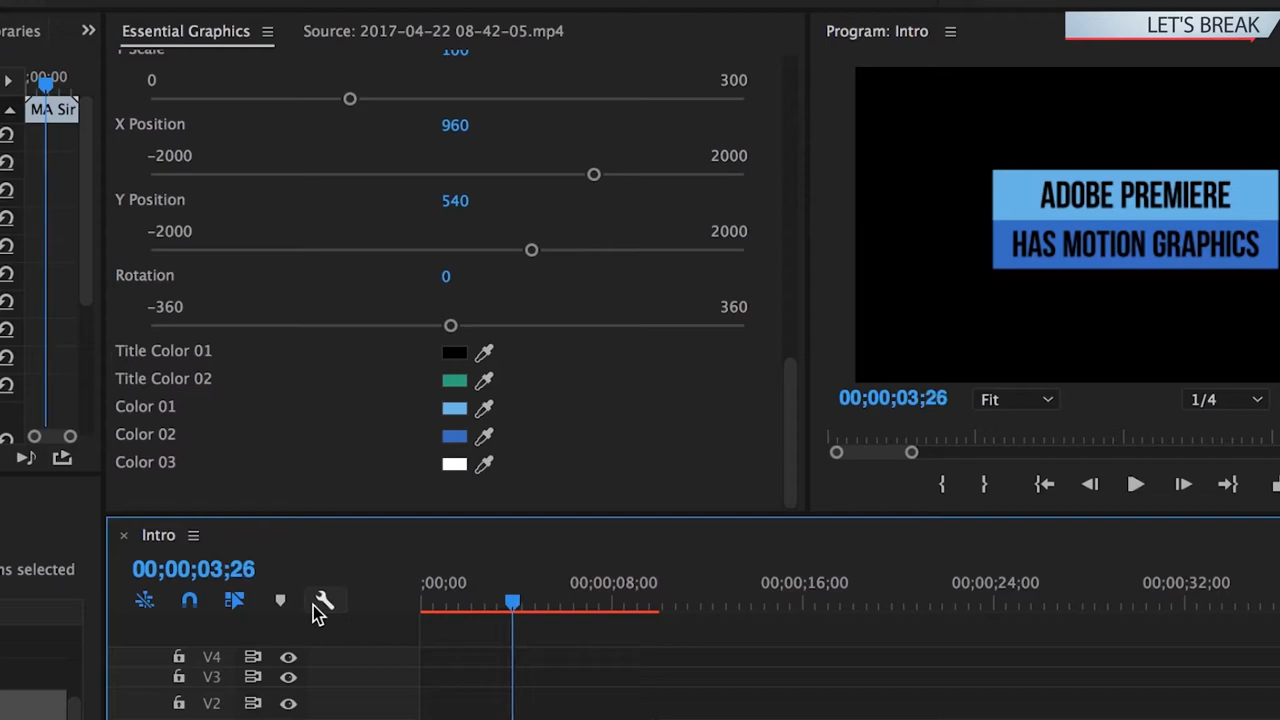 raries
Essential Graphics
Source: 2017-04-22 08-42-05.mp4
Program: Intro
LET'S BREAK
;00:00
MA Sir
Y Scale
100
0
300
X Position
960
-2000
2000
Y Position
540
-2000
2000
Rotation
0
-360
360
Title Color 01
Title Color 02
Color 01
Color 02
Color 03
ADOBE PREMIERE
HAS MOTION GRAPHICS
00;00;03;26
Fit
1/4
ns selected
Intro
00;00;03;26
;00;00
00;00;08;00
00;00;16;00
00;00;24;00
00;00;32;00
V4
V3
V2